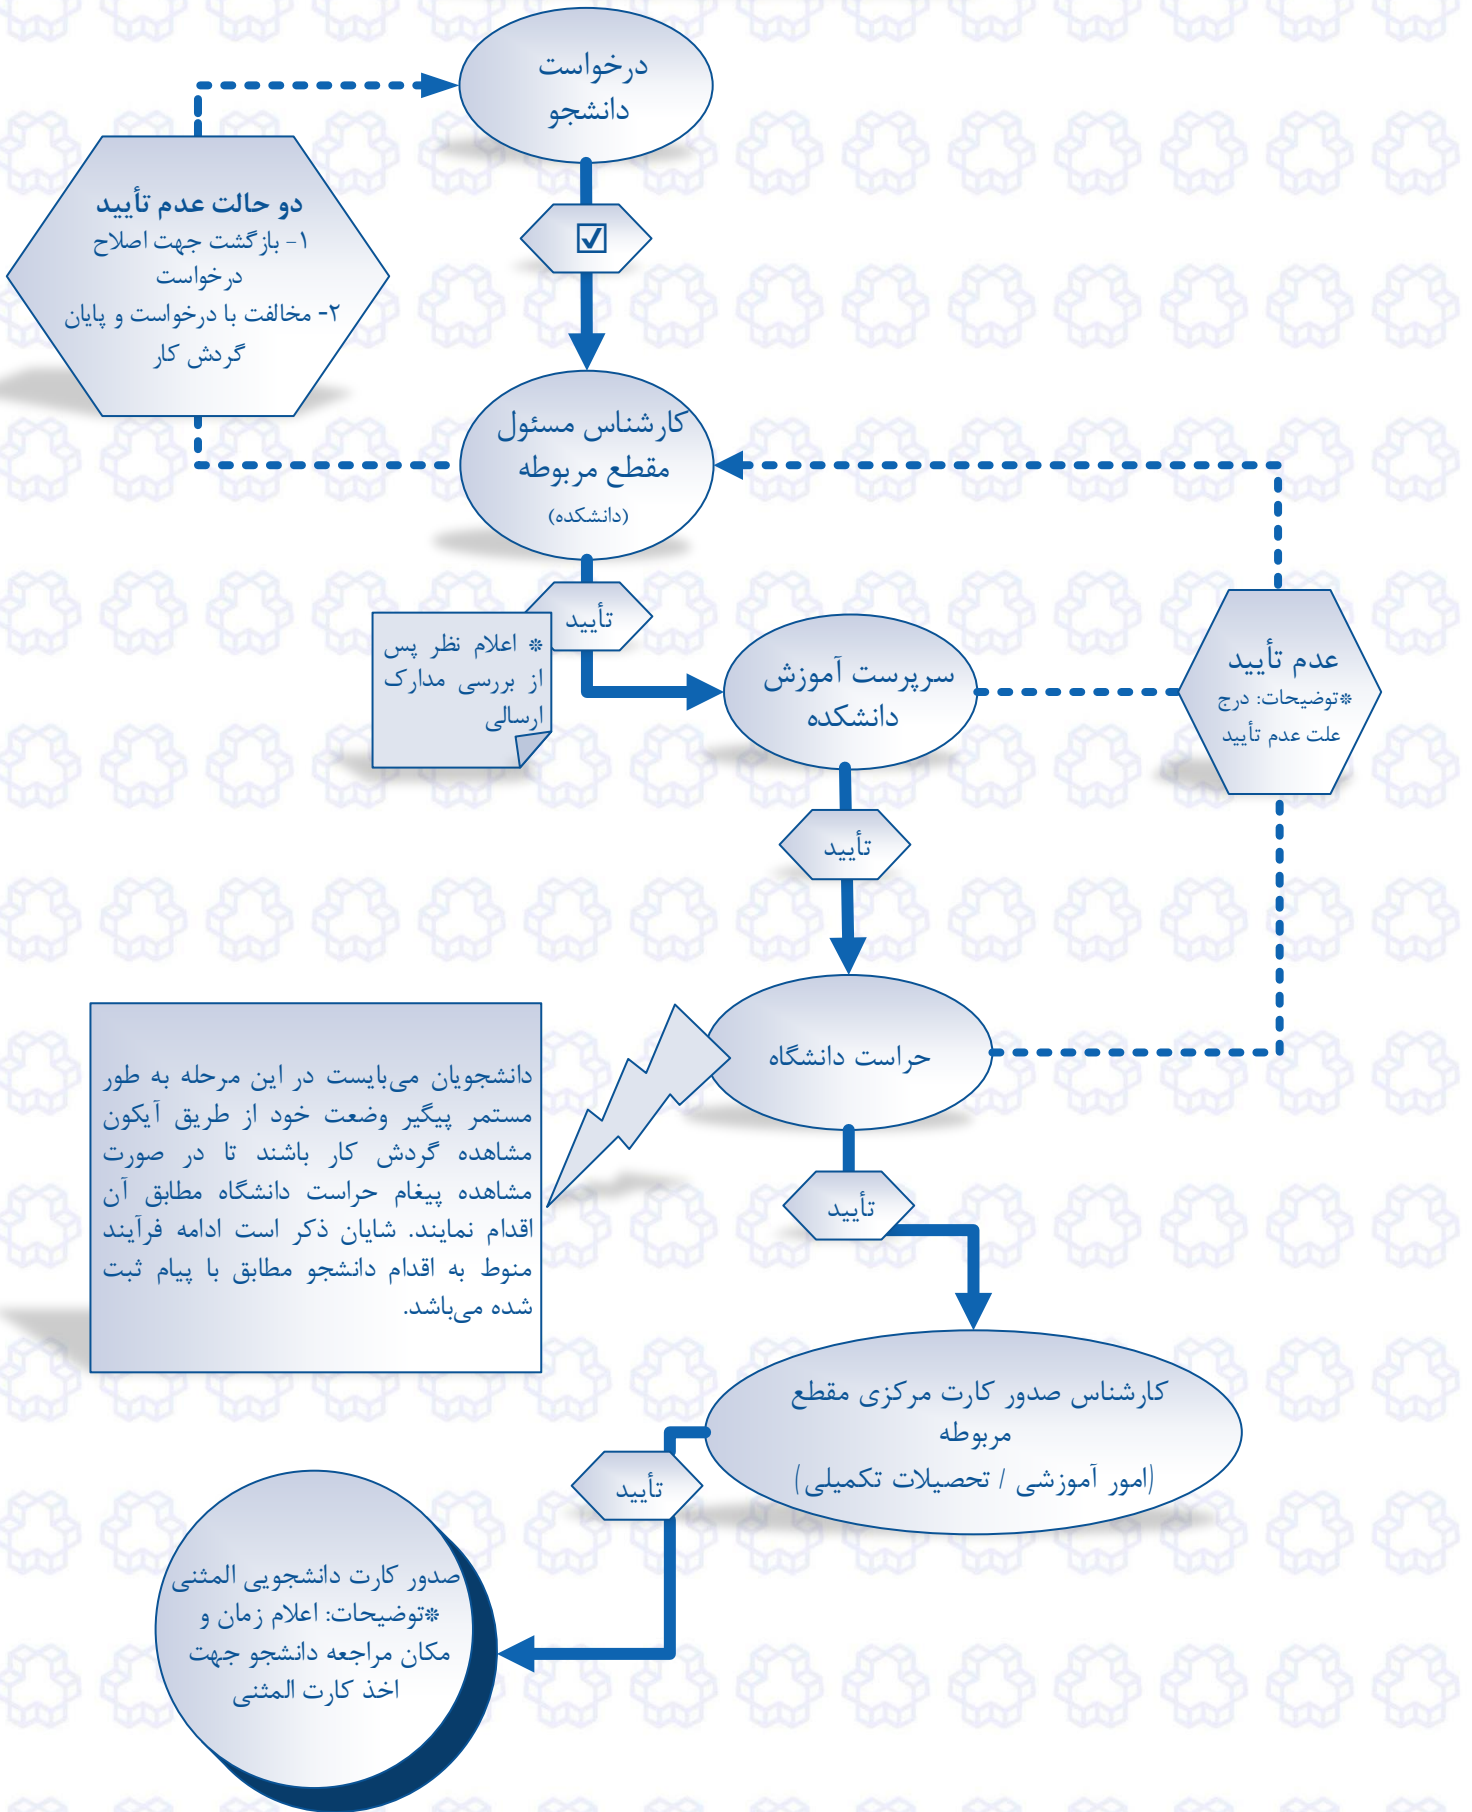 درخواست
دانشجو
☑
دو حالت عدم تأیید
۱- بازگشت جهت اصلاح
درخواست
۲- مخالفت با درخواست و پایان
گردش کار
کارشناس مسئول
مقطع مربوطه
(دانشکده)
تأیید
* اعلام نظر پس
از بررسی مدارک
ارسالی
سرپرست آموزش
دانشکده
عدم تأیید
*توضیحات: درج
علت عدم تأیید
تأیید
حراست دانشگاه
دانشجویان می‌بایست در این مرحله به طور
مستمر پیگیر وضعت خود از طریق آیکون
مشاهده گردش کار باشند تا در صورت
مشاهده پیغام حراست دانشگاه مطابق آن
اقدام نمایند. شایان ذکر است ادامه فرآیند
منوط به اقدام دانشجو مطابق با پیام ثبت
شده می‌باشد.
تأیید
کارشناس صدور کارت مرکزی مقطع
مربوطه
(امور آموزشی / تحصیلات تکمیلی)
تأیید
صدور کارت دانشجویی المثنی
*توضیحات: اعلام زمان و
مکان مراجعه دانشجو جهت
اخذ کارت المثنی